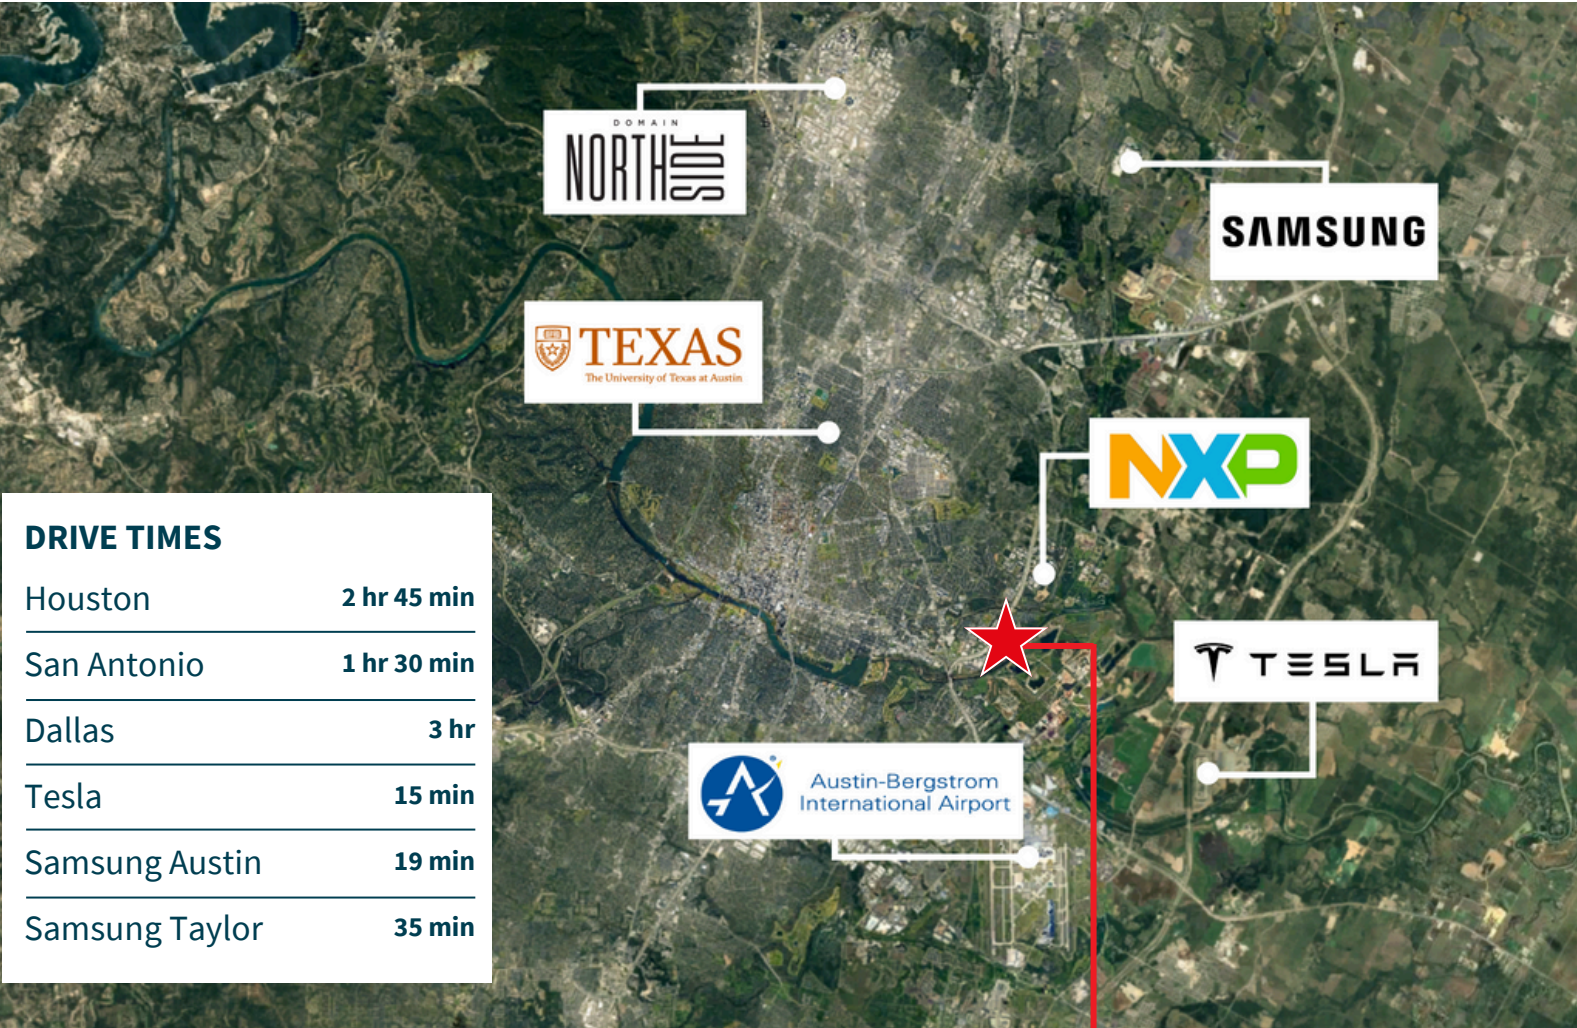 DOMAIN
NORTH
SIDE
SAMSUNG
TEXAS
The University of Texas at Austin
NXP
DRIVE TIMES
Houston 2 hr 45 min
San Antonio 1 hr 30 min
Dallas 3 hr
Tesla 15 min
Samsung Austin 19 min
Samsung Taylor 35 min
TESLA
Austin-Bergstrom
International Airport